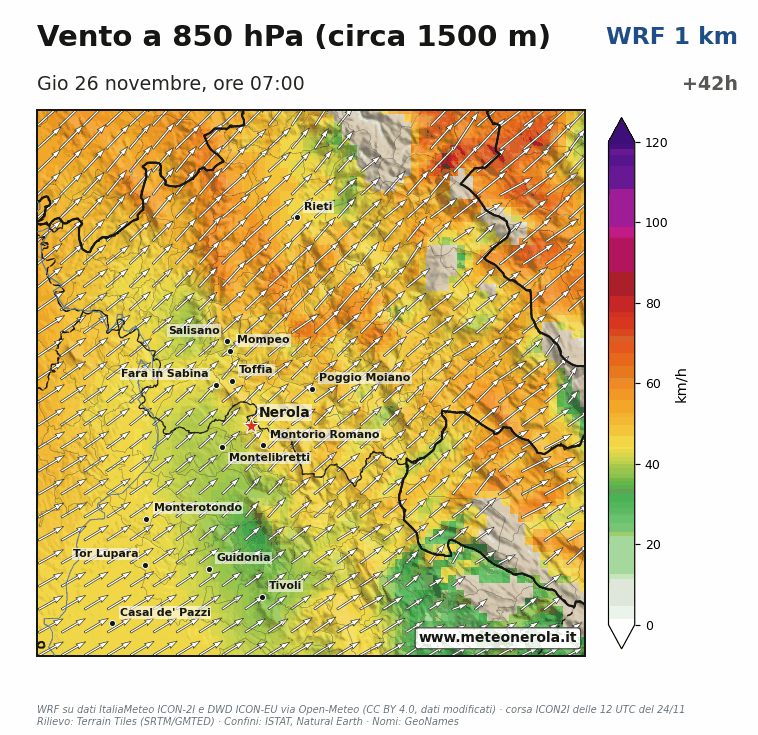 Vento a 850 hPa (circa 1500 m)
WRF 1 km
Gio 26 novembre, ore 07:00
+42h
Rieti
Salisano
Mompeo
Fara in Sabina
Toffia
Poggio Moiano
Nerola
Montorio Romano
Montelibretti
Monterotondo
Tor Lupara
Guidonia
Tivoli
Casal de' Pazzi
www.meteonerola.it
120
100
80
60
40
20
0
km/h
WRF su dati ItaliaMeteo ICON-2I e DWD ICON-EU via Open-Meteo (CC BY 4.0, dati modificati) · corsa ICON2I delle 12 UTC del 24/11
Rilievo: Terrain Tiles (SRTM/GMTED) · Confini: ISTAT, Natural Earth · Nomi: GeoNames